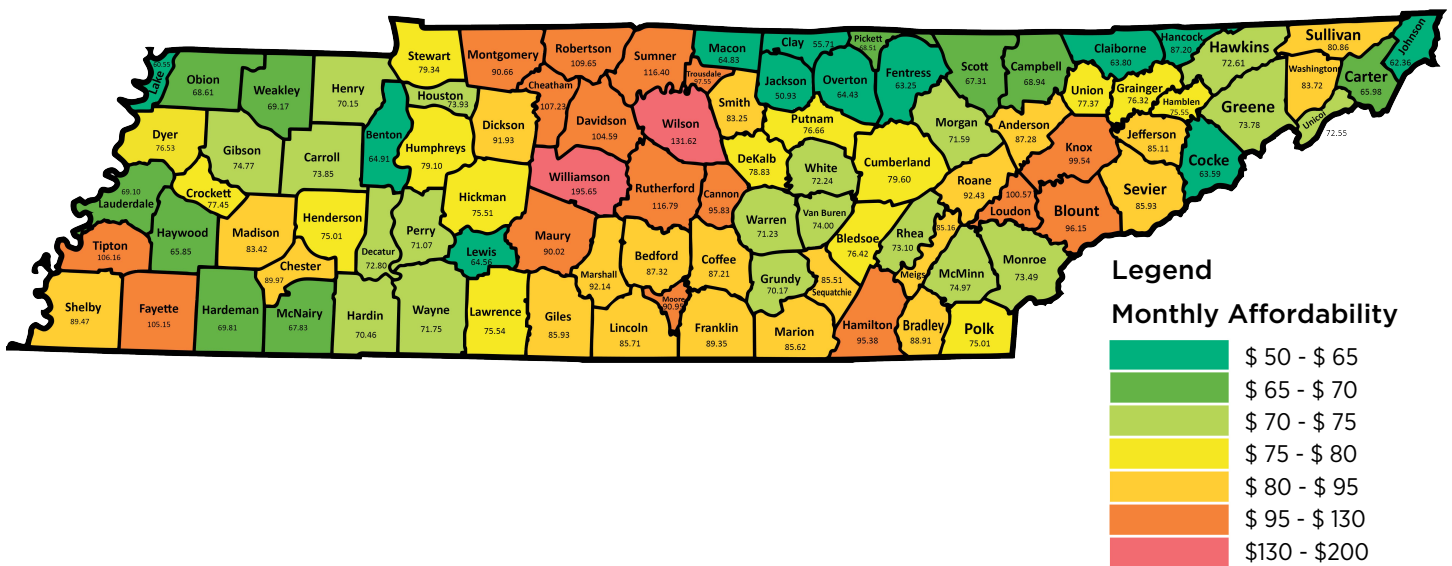 Stewart
79.34
Montgomery
90.66
Robertson
109.65
Sumner
116.40
Macon
64.83
Clay 55.71
Pickett
68.51
Fentress
63.25
Scott
67.31
Campbell
68.94
Claiborne
63.80
Hancock
87.20
Hawkins
72.61
Sullivan
80.86
Johnson
62.36
Lake
60.55
Obion
68.61
Weakley
69.17
Henry
70.15
Houston
73.93
Cheatham
107.23
Trousdale
97.55
Smith
83.25
Jackson
50.93
Overton
64.43
Union
77.37
Grainger
76.32
Hamblen
75.55
Washington
83.72
Carter
65.98
Greene
73.78
Unicoi
72.55
Dyer
76.53
Gibson
74.77
Carroll
73.85
Benton
64.91
Humphreys
79.10
Dickson
91.93
Davidson
104.59
Wilson
131.62
Putnam
76.66
DeKalb
78.83
White
72.24
Cumberland
79.60
Morgan
71.59
Anderson
87.28
Knox
99.54
Jefferson
85.11
Cocke
63.59
Sevier
85.93
69.10
Lauderdale
Crockett
77.45
Haywood
65.85
Madison
83.42
Henderson
75.01
Decatur
72.80
Perry
71.07
Hickman
75.51
Lewis
64.56
Williamson
195.65
Maury
90.02
Rutherford
116.79
Cannon
95.83
Warren
71.23
Van Buren
74.00
Bledsoe
76.42
Rhea
73.10
Roane
92.43
100.57
Loudon
Blount
96.15
85.16
Meigs
McMinn
74.97
Monroe
73.49
Tipton
106.16
Shelby
89.47
Fayette
105.15
Hardeman
69.81
Chester
89.97
McNairy
67.83
Hardin
70.46
Wayne
71.75
Lawrence
75.54
Giles
85.93
Marshall
92.14
Bedford
87.32
Coffee
87.21
Moore
90.95
Lincoln
85.71
Franklin
89.35
Grundy
70.17
85.51
Sequatchie
Marion
85.62
Hamilton
95.38
Bradley
88.91
Polk
75.01
Legend
Monthly Affordability
$ 50 - $ 65
$ 65 - $ 70
$ 70 - $ 75
$ 75 - $ 80
$ 80 - $ 95
$ 95 - $ 130
$130 - $200